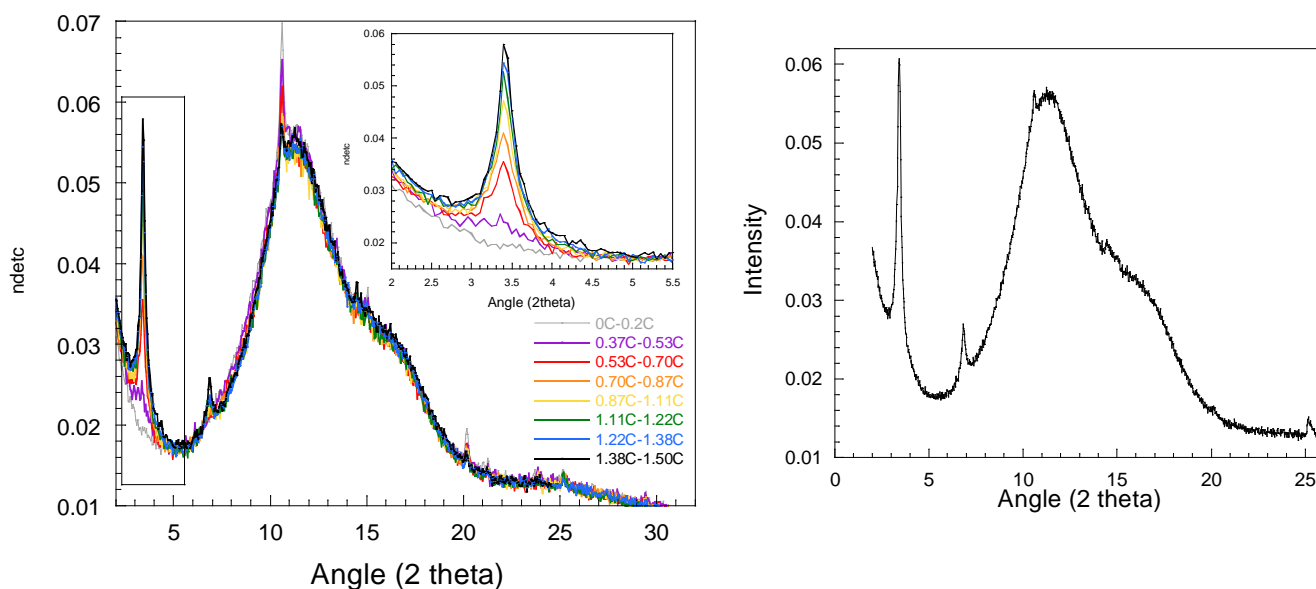 0.07
0.06
0.05
0.04
0.03
0.02
0.01
ndetc
5
10
15
20
25
30
Angle (2 theta)
0.06
0.05
0.04
0.03
0.02
ndetc
2
2.5
3
3.5
4
4.5
5
5.5
Angle (2theta)
0C-0.2C
0.37C-0.53C
0.53C-0.70C
0.70C-0.87C
0.87C-1.11C
1.11C-1.22C
1.22C-1.38C
1.38C-1.50C
0.06
0.05
0.04
0.03
0.02
0.01
Intensity
0
5
10
15
20
25
Angle (2 theta)